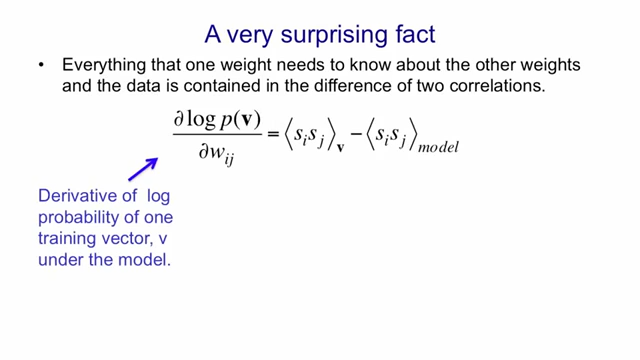 A very surprising fact
• Everything that one weight needs to know about the other weights
and the data is contained in the difference of two correlations.
∂ log p(v) / ∂w_ij = ⟨s_i s_j⟩_v − ⟨s_i s_j⟩_model
Derivative of log
probability of one
training vector, v
under the model.